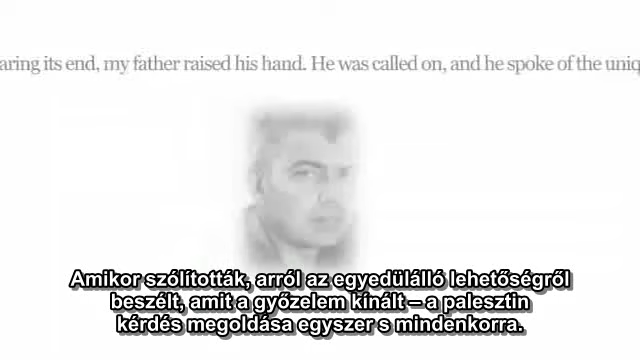 aring its end, my father raised his hand. He was called on, and he spoke of the uniq
Amikor szólították, arról az egyedülálló lehetőségről
beszélt, amit a győzelem kínált – a palesztin
kérdés megoldása egyszer s mindenkorra.